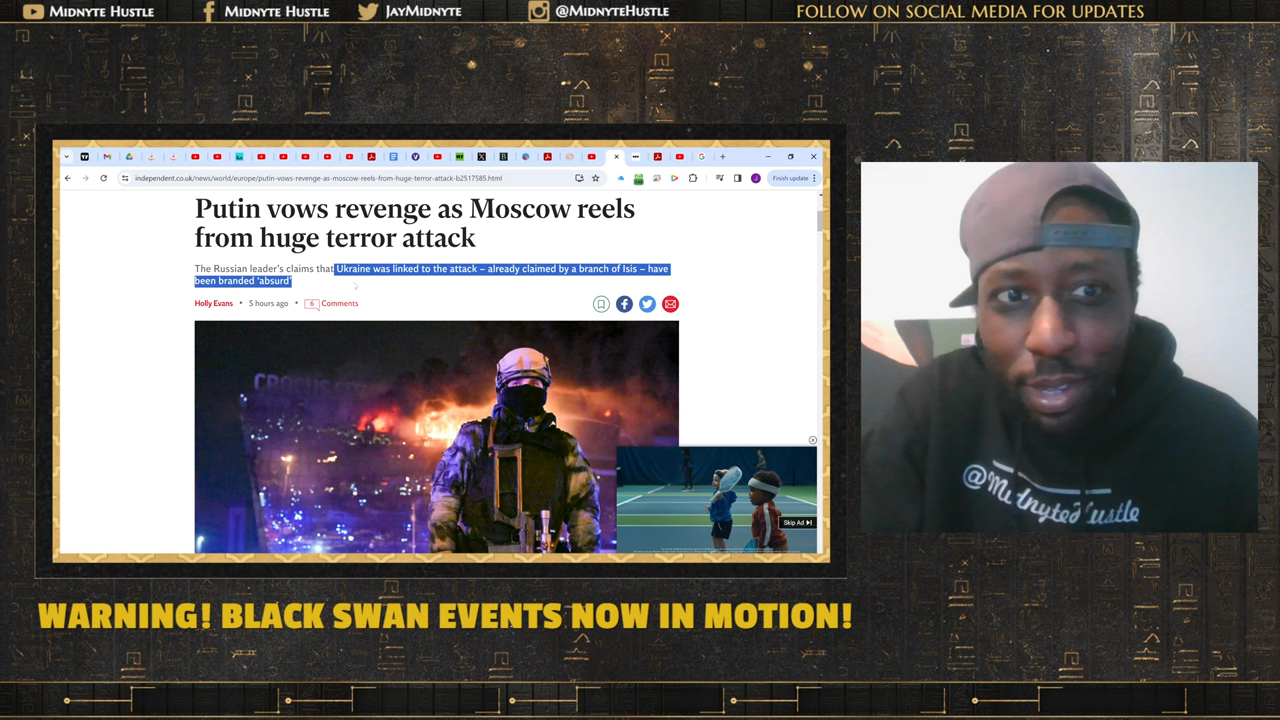 MIDNYTE HUSTLE
MIDNYTE HUSTLE
JAYMIDNYTE
@MIDNYTEHUSTLE
FOLLOW ON SOCIAL MEDIA FOR UPDATES
independent.co.uk/news/world/europe/putin-vows-revenge-as-moscow-reels-from-huge-terror-attack-b2517585.html
Finish update
Putin vows revenge as Moscow reels
from huge terror attack
The Russian leader's claims that Ukraine was linked to the attack – already claimed by a branch of Isis – have
been branded 'absurd'
Holly Evans • 5 hours ago • 6 Comments
CROCUS
Skip Ad
@MidnyteHustle
WARNING! BLACK SWAN EVENTS NOW IN MOTION!